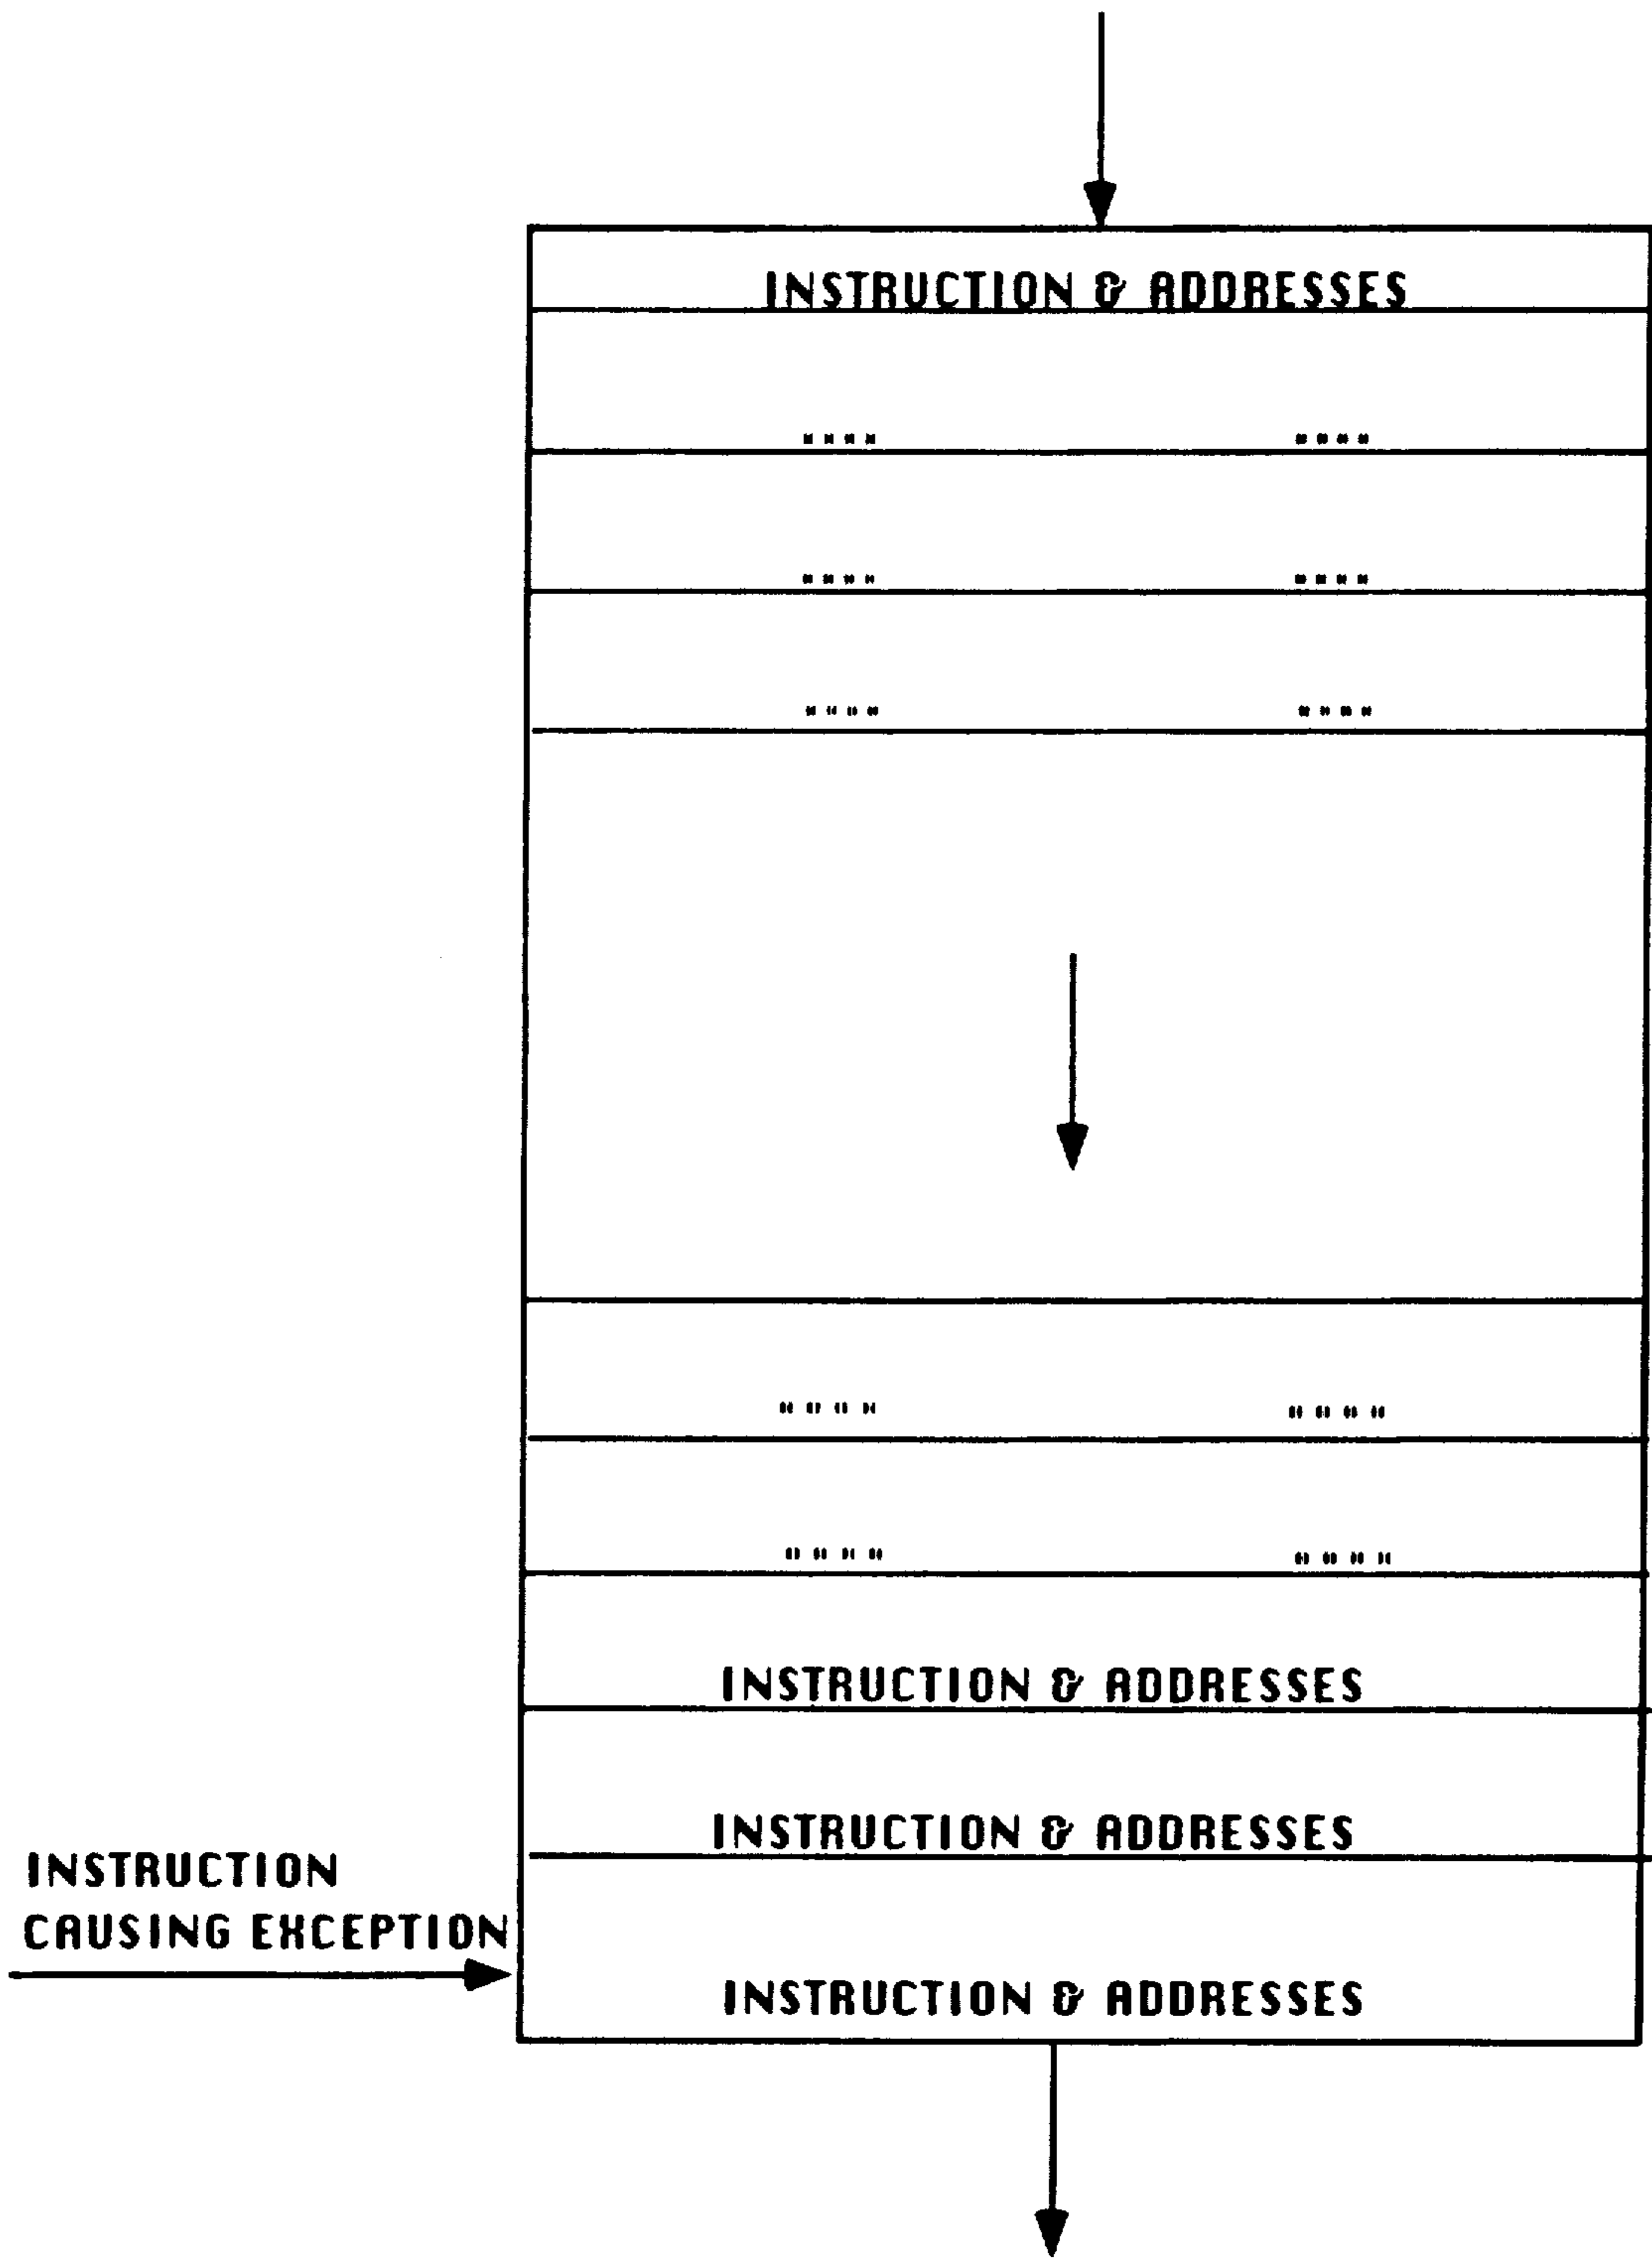 INSTRUCTION & ADDRESSES
" " " " " " " "
" " " " " " " "
" " " " " " " "
" " " " " " " "
" " " " " " " "
INSTRUCTION & ADDRESSES
INSTRUCTION & ADDRESSES
INSTRUCTION
CAUSING EXCEPTION
INSTRUCTION & ADDRESSES